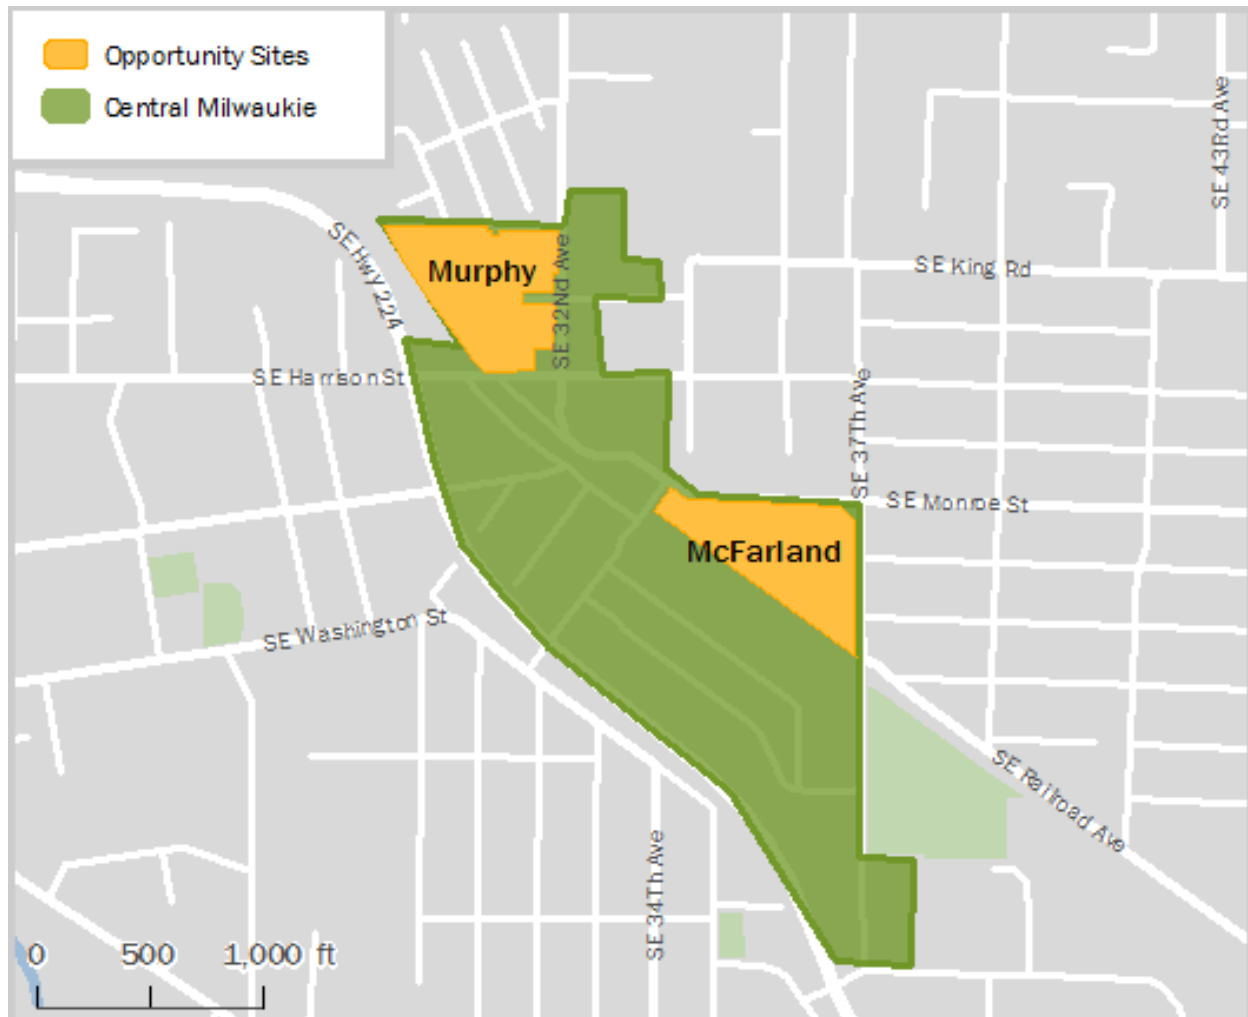 Opportunity Sites
Central Milwaukie
SE 43Rd Ave
SE Hwy 224
Murphy
SE 32Nd Ave
SE King Rd
SE Harrison St
SE 37Th Ave
SE Monroe St
McFarland
SE Washington St
SE Railroad Ave
SE 34Th Ave
0 500 1,000 ft